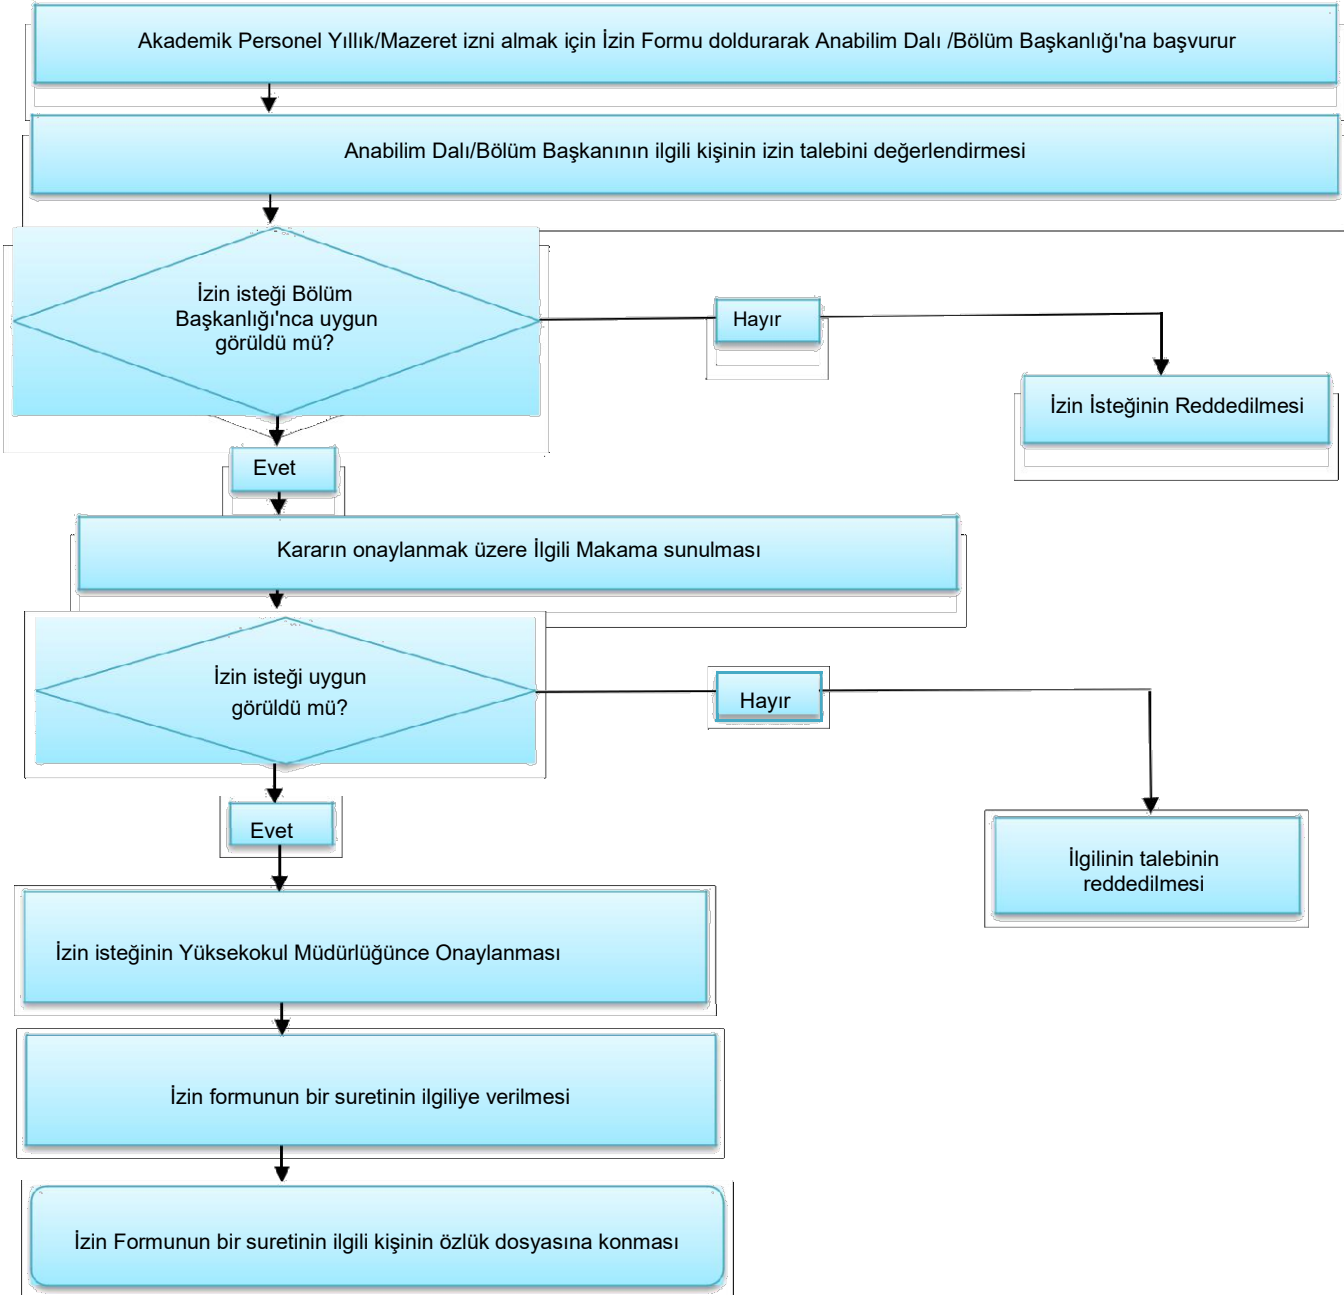 Akademik Personel Yıllık/Mazeret izni almak için İzin Formu doldurarak Anabilim Dalı /Bölüm Başkanlığı'na başvurur
Anabilim Dalı/Bölüm Başkanının ilgili kişinin izin talebini değerlendirmesi
İzin isteği Bölüm
Başkanlığı'nca uygun
görüldü mü?
Hayır
İzin İsteğinin Reddedilmesi
Evet
Kararın onaylanmak üzere İlgili Makama sunulması
İzin isteği uygun
görüldü mü?
Hayır
Evet
İlgilinin talebinin
reddedilmesi
İzin isteğinin Yüksekokul Müdürlüğünce Onaylanması
İzin formunun bir suretinin ilgiliye verilmesi
İzin Formunun bir suretinin ilgili kişinin özlük dosyasına konması